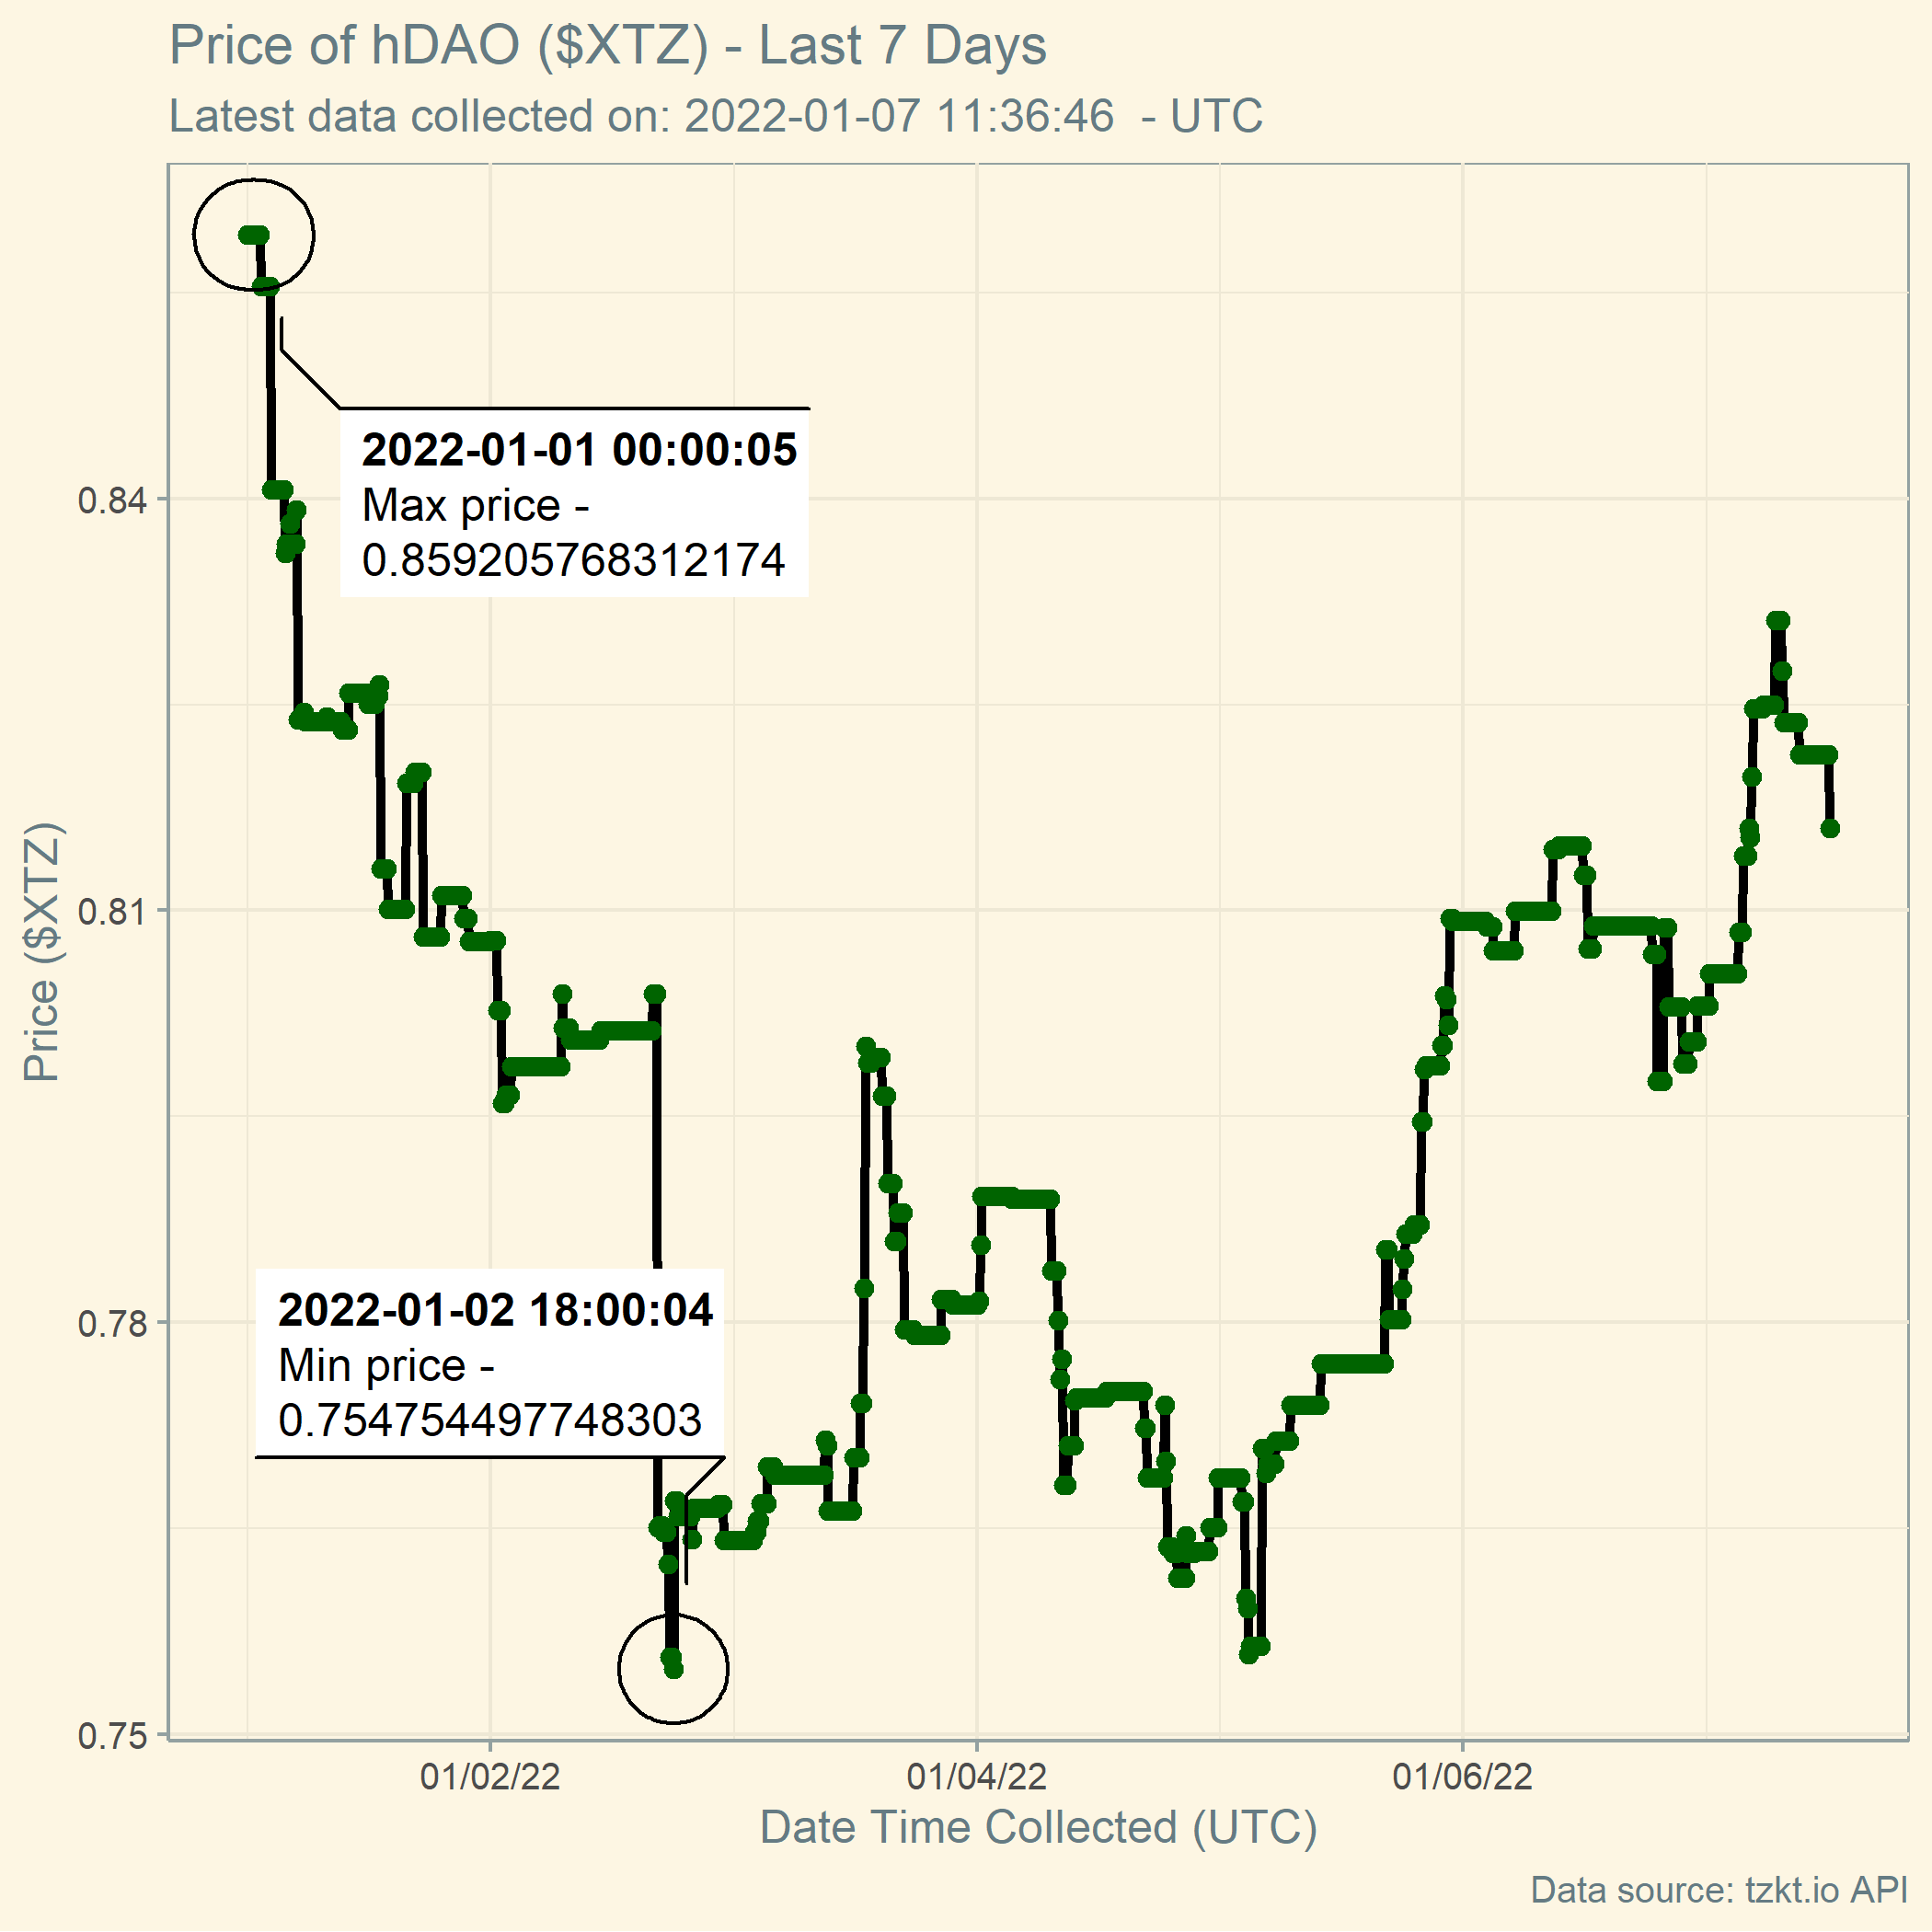 Price of hDAO ($XTZ) - Last 7 Days
Latest data collected on: 2022-01-07 11:36:46  - UTC
2022-01-01 00:00:05
Max price -
0.859205768312174
0.84
0.81
Price ($XTZ)
0.78
2022-01-02 18:00:04
Min price -
0.754754497748303
0.75
01/02/22
01/04/22
01/06/22
Date Time Collected (UTC)
Data source: tzkt.io API